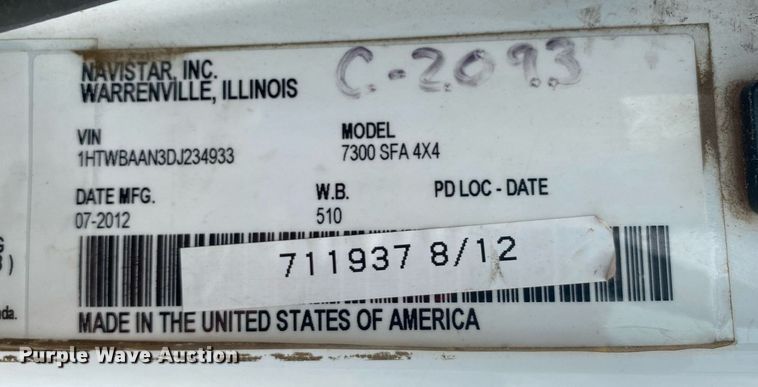 NAVISTAR, INC.
WARRENVILLE, ILLINOIS
C-2093
VIN
1HTWBAAN3DJ234933
MODEL
7300 SFA 4X4
DATE MFG.
07-2012
W.B.
510
PD LOC - DATE
711937 8/12
MADE IN THE UNITED STATES OF AMERICA
)
da.
Purple Wave Auction